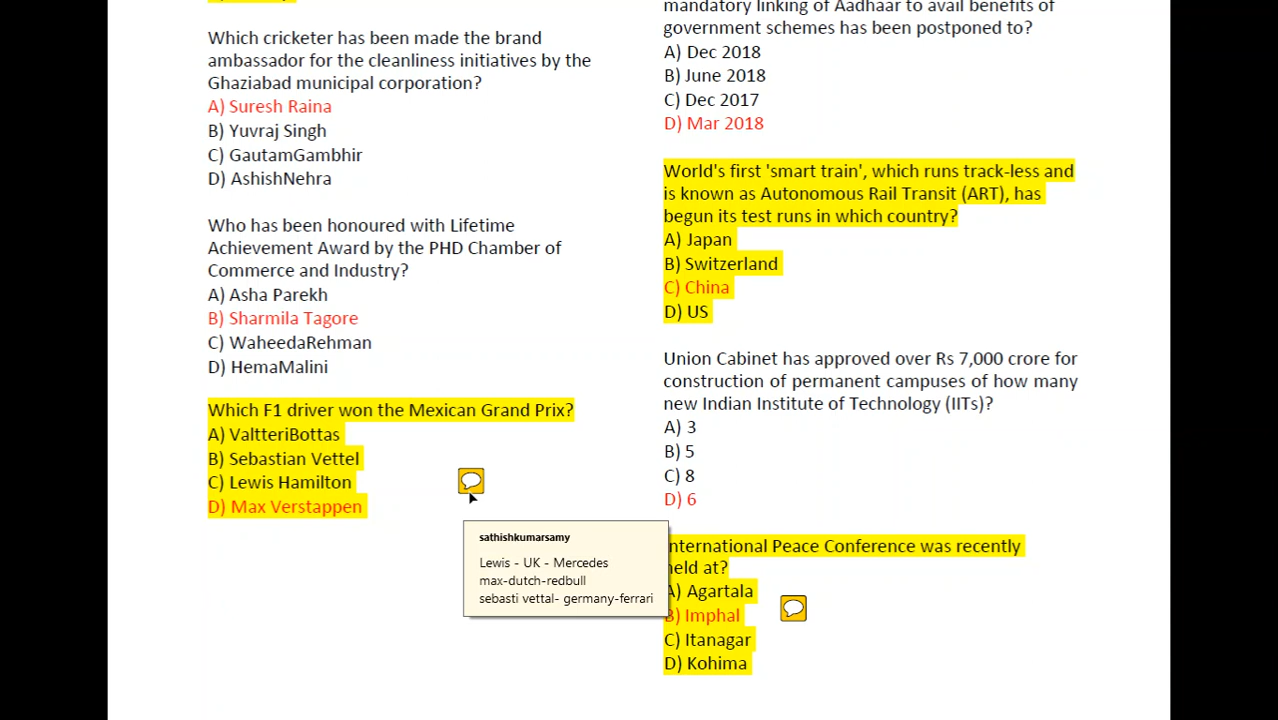 Which cricketer has been made the brand
ambassador for the cleanliness initiatives by the
Ghaziabad municipal corporation?
A) Suresh Raina
B) Yuvraj Singh
C) GautamGambhir
D) AshishNehra
Who has been honoured with Lifetime
Achievement Award by the PHD Chamber of
Commerce and Industry?
A) Asha Parekh
B) Sharmila Tagore
C) WaheedaRehman
D) HemaMalini
Which F1 driver won the Mexican Grand Prix?
A) ValtteriBottas
B) Sebastian Vettel
C) Lewis Hamilton
D) Max Verstappen
sathishkumarsamy
Lewis - UK - Mercedes
max-dutch-redbull
sebasti vettal- germany-ferrari
mandatory linking of Aadhaar to avail benefits of
government schemes has been postponed to?
A) Dec 2018
B) June 2018
C) Dec 2017
D) Mar 2018
World's first 'smart train', which runs track-less and
is known as Autonomous Rail Transit (ART), has
begun its test runs in which country?
A) Japan
B) Switzerland
C) China
D) US
Union Cabinet has approved over Rs 7,000 crore for
construction of permanent campuses of how many
new Indian Institute of Technology (IITs)?
A) 3
B) 5
C) 8
D) 6
nternational Peace Conference was recently
held at?
A) Agartala
B) Imphal
C) Itanagar
D) Kohima